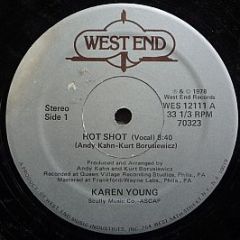 WEST END
Stereo
Side 1
℗ & © 1978
West End Records
WES 12111 A
33 1/3 RPM
70323
HOT SHOT (Vocal) 8:40
(Andy Kahn-Kurt Borusiewicz)
Produced and Arranged by
Andy Kahn and Kurt Borusiewicz
Recorded at Queen Village Recording Studios, Phila., PA
Mastered at Frankford/Wayne Labs., Phila., PA
KAREN YOUNG
Scully Music Co.-ASCAP